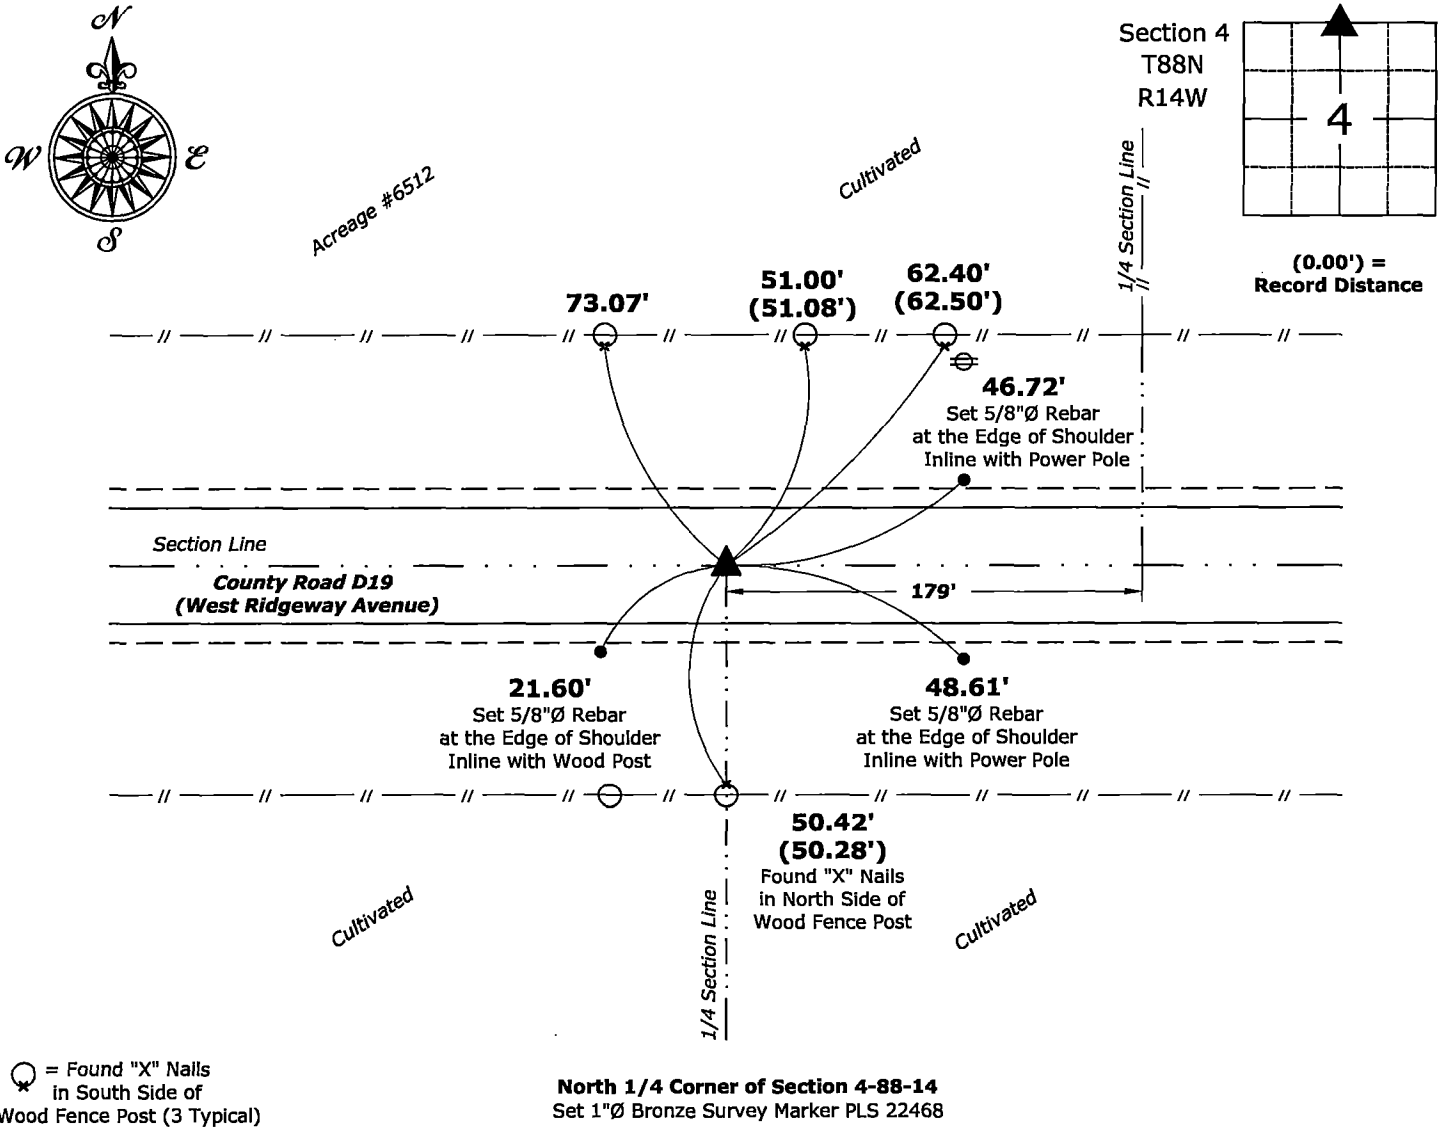 N
W
E
S
Section 4
T88N
R14W
4
(0.00') =
Record Distance
Acreage #6512
Cultivated
1/4 Section Line
73.07'
51.00'
(51.08')
62.40'
(62.50')
46.72'
Set 5/8"Ø Rebar
at the Edge of Shoulder
Inline with Power Pole
Section Line
County Road D19
(West Ridgeway Avenue)
179'
21.60'
Set 5/8"Ø Rebar
at the Edge of Shoulder
Inline with Wood Post
48.61'
Set 5/8"Ø Rebar
at the Edge of Shoulder
Inline with Power Pole
50.42'
(50.28')
Found "X" Nails
in North Side of
Wood Fence Post
Cultivated
1/4 Section Line
Cultivated
= Found "X" Nails
in South Side of
Wood Fence Post (3 Typical)
North 1/4 Corner of Section 4-88-14
Set 1"Ø Bronze Survey Marker PLS 22468